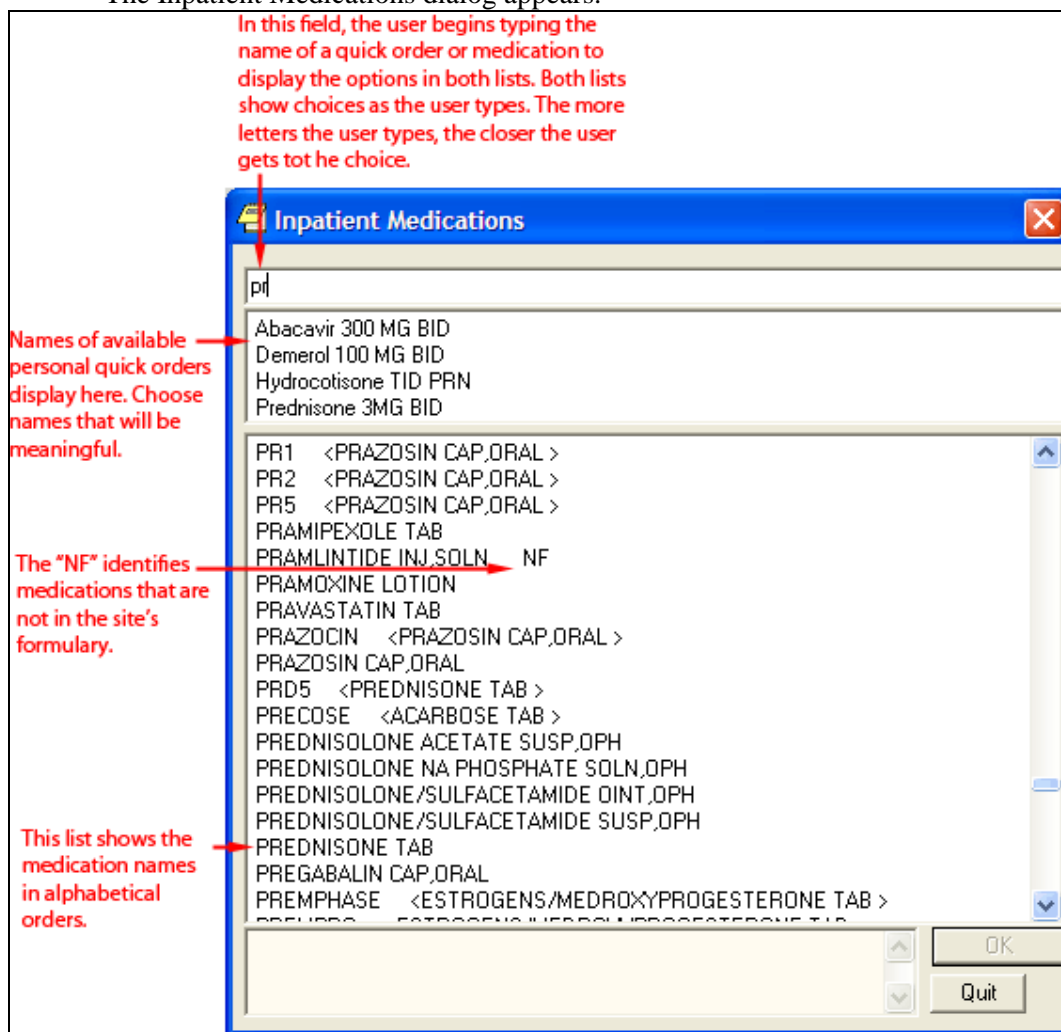 The Inpatient Medications dialog appears.
In this field, the user begins typing the
name of a quick order or medication to
display the options in both lists. Both lists
show choices as the user types. The more
letters the user types, the closer the user
gets tot he choice.
Inpatient Medications
pr
Names of available
personal quick orders
display here. Choose
names that will be
meaningful.
Abacavir 300 MG BID
Demerol 100 MG BID
Hydrocotisone TID PRN
Prednisone 3MG BID
PR1 <PRAZOSIN CAP,ORAL >
PR2 <PRAZOSIN CAP,ORAL >
PR5 <PRAZOSIN CAP,ORAL >
PRAMIPEXOLE TAB
PRAMLINTIDE INJ,SOLN NF
PRAMOXINE LOTION
PRAVASTATIN TAB
PRAZOCIN <PRAZOSIN CAP,ORAL >
PRAZOSIN CAP,ORAL
PRD5 <PREDNISONE TAB >
PRECOSE <ACARBOSE TAB >
PREDNISOLONE ACETATE SUSP,OPH
PREDNISOLONE NA PHOSPHATE SOLN,OPH
PREDNISOLONE/SULFACETAMIDE OINT,OPH
PREDNISOLONE/SULFACETAMIDE SUSP,OPH
PREDNISONE TAB
PREGABALIN CAP,ORAL
PREMPHASE <ESTROGENS/MEDROXYPROGESTERONE TAB >
The “NF” identifies
medications that are
not in the site’s
formulary.
This list shows the
medication names
in alphabetical
orders.
OK
Quit